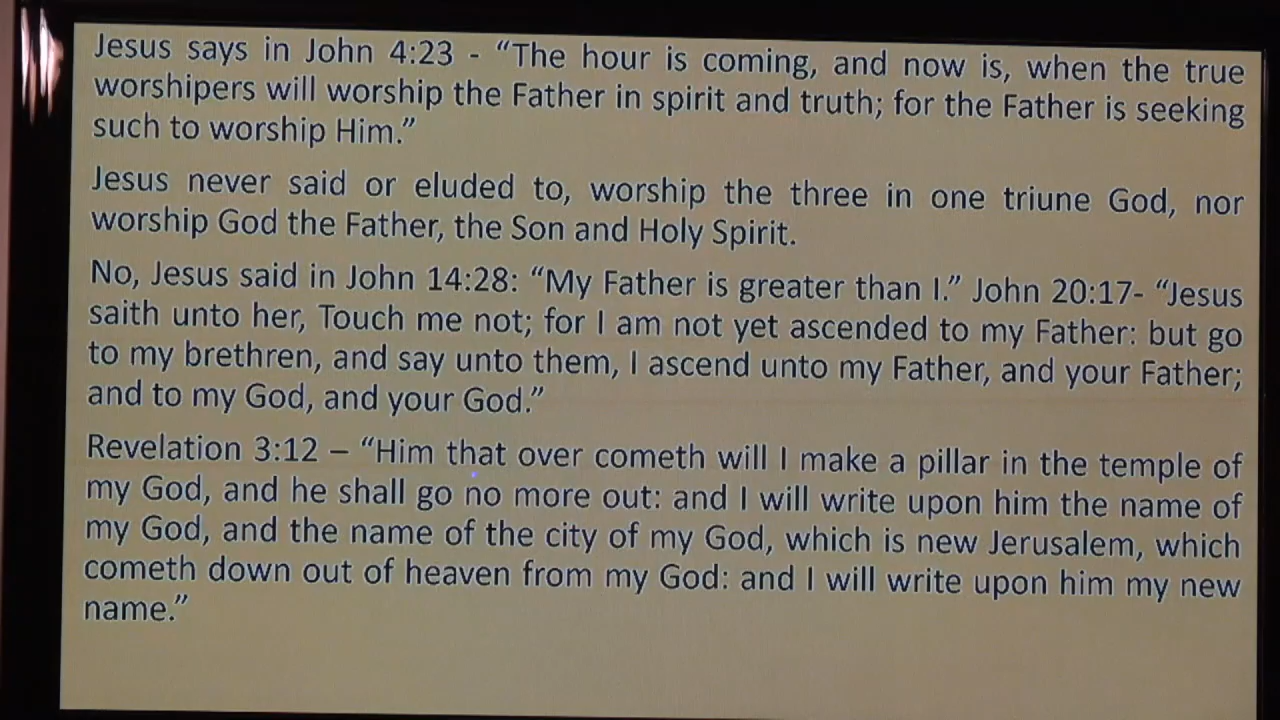 Jesus says in John 4:23 - “The hour is coming, and now is, when the true
worshipers will worship the Father in spirit and truth; for the Father is seeking
such to worship Him.”
Jesus never said or eluded to, worship the three in one triune God, nor
worship God the Father, the Son and Holy Spirit.
No, Jesus said in John 14:28: “My Father is greater than I.” John 20:17- “Jesus
saith unto her, Touch me not; for I am not yet ascended to my Father: but go
to my brethren, and say unto them, I ascend unto my Father, and your Father;
and to my God, and your God.”
Revelation 3:12 – “Him that over cometh will I make a pillar in the temple of
my God, and he shall go no more out: and I will write upon him the name of
my God, and the name of the city of my God, which is new Jerusalem, which
cometh down out of heaven from my God: and I will write upon him my new
name.”